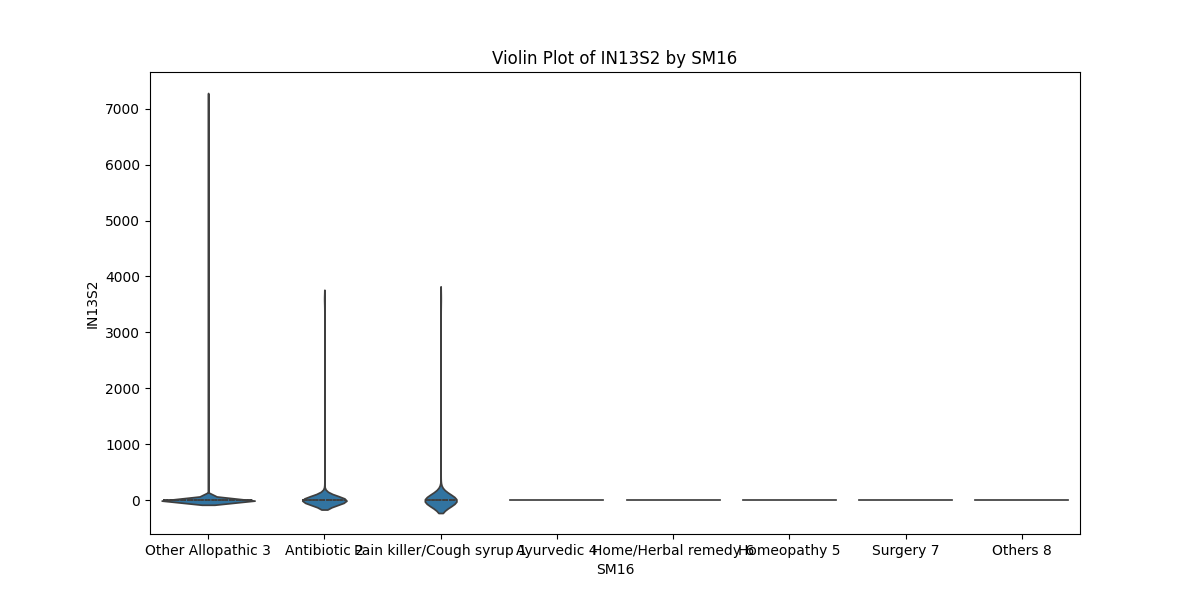 Violin Plot of IN13S2 by SM16
7000
6000
5000
4000
3000
2000
1000
0
IN13S2
Other Allopathic 3
Antibiotic 2
Pain killer/Cough syrup 1
Ayurvedic 4
Home/Herbal remedy 6
Homeopathy 5
Surgery 7
Others 8
SM16